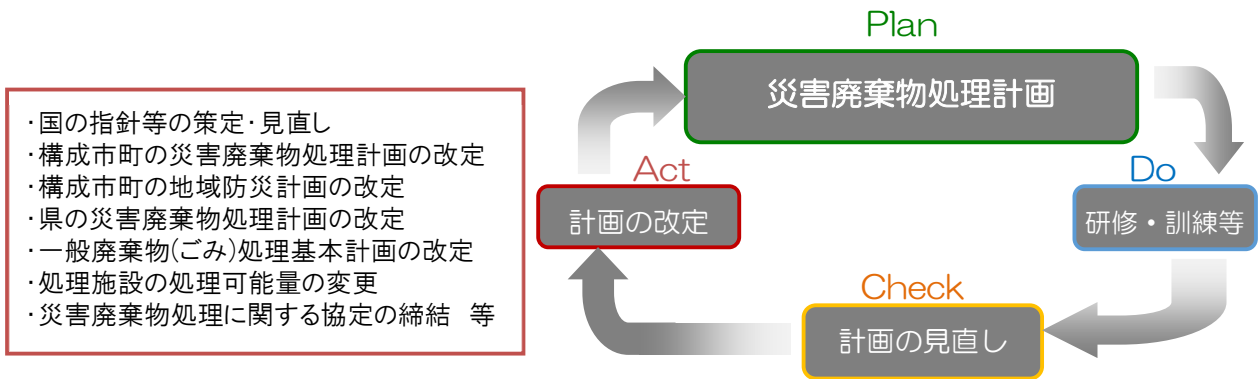 ・国の指針等の策定・見直し
・構成市町の災害廃棄物処理計画の改定
・構成市町の地域防災計画の改定
・県の災害廃棄物処理計画の改定
・一般廃棄物(ごみ)処理基本計画の改定
・処理施設の処理可能量の変更
・災害廃棄物処理に関する協定の締結　等
Plan
災害廃棄物処理計画
Act
計画の改定
Do
研修・訓練等
Check
計画の見直し